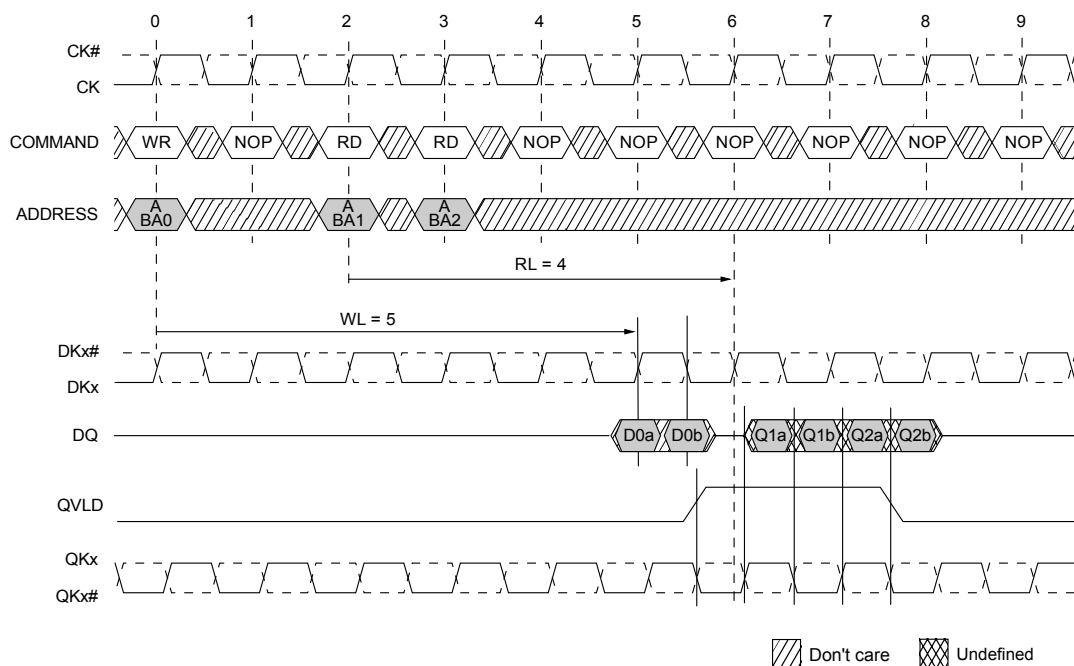 0 1 2 3 4 5 6 7 8 9
CK#
CK
COMMAND WR NOP RD RD NOP NOP NOP NOP NOP NOP
ADDRESS A BA0 A BA1 A BA2
RL = 4
WL = 5
DKx#
DKx
DQ D0a D0b Q1a Q1b Q2a Q2b
QVLD
QKx
QKx#
Don't care Undefined